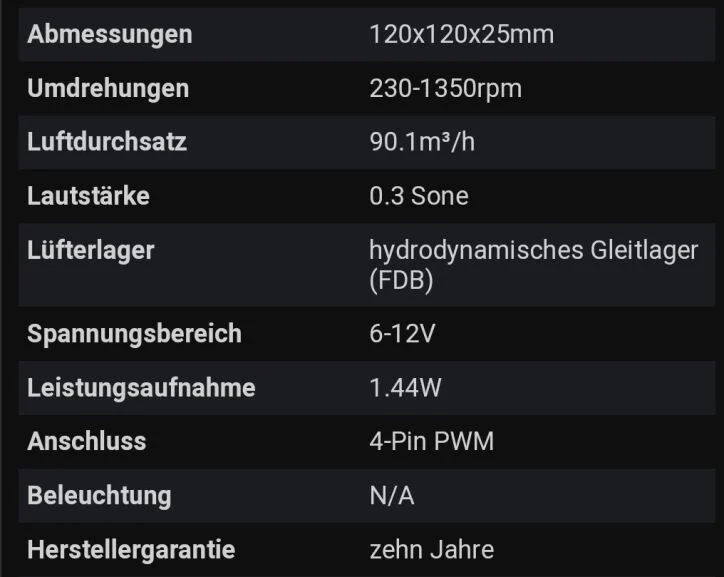 Abmessungen 120x120x25mm
Umdrehungen 230-1350rpm
Luftdurchsatz 90.1m³/h
Lautstärke 0.3 Sone
Lüfterlager hydrodynamisches Gleitlager
(FDB)
Spannungsbereich 6-12V
Leistungsaufnahme 1.44W
Anschluss 4-Pin PWM
Beleuchtung N/A
Herstellergarantie zehn Jahre